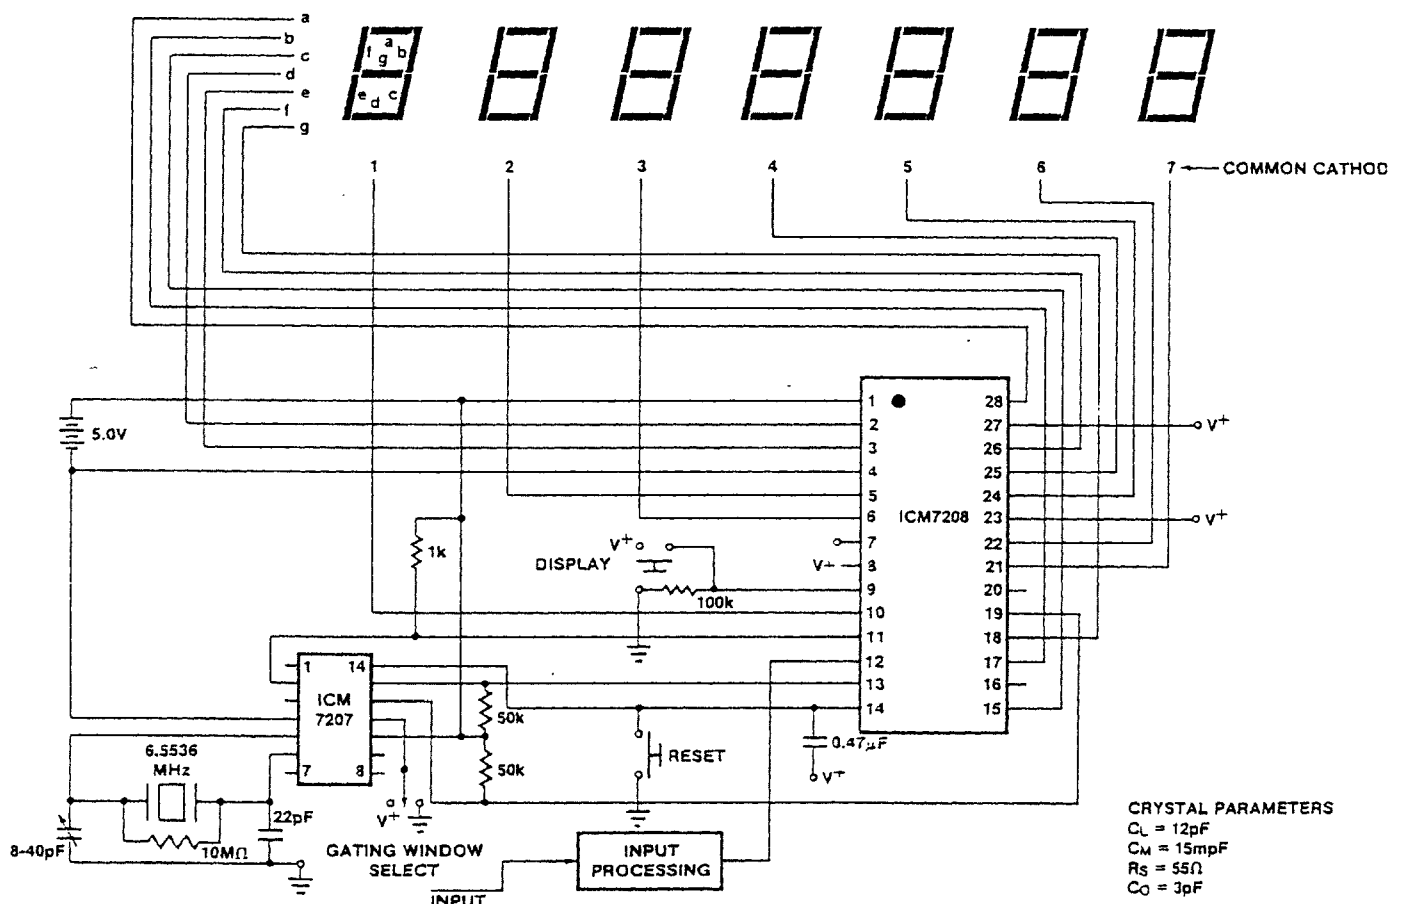 a
b
c
d
e
f
g
a
f b
g
e c
d
1 2 3 4 5 6 7 COMMON CATHOD
5.0V
1 28
2 27 V+
3 26
4 25
5 24
6 ICM7208 23 V+
7 22
V+ 8 21
9 20
10 19
11 18
12 17
13 16
14 15
1k
DISPLAY V+
100k
1 14
ICM
7207
7 8
50k
50k
RESET
0.47µF
V+
6.5536
MHz
22pF
8-40pF
10MΩ
V+
GATING WINDOW
SELECT
INPUT
PROCESSING
INPUT
CRYSTAL PARAMETERS
CL = 12pF
CM = 15mpF
RS = 55Ω
CO = 3pF